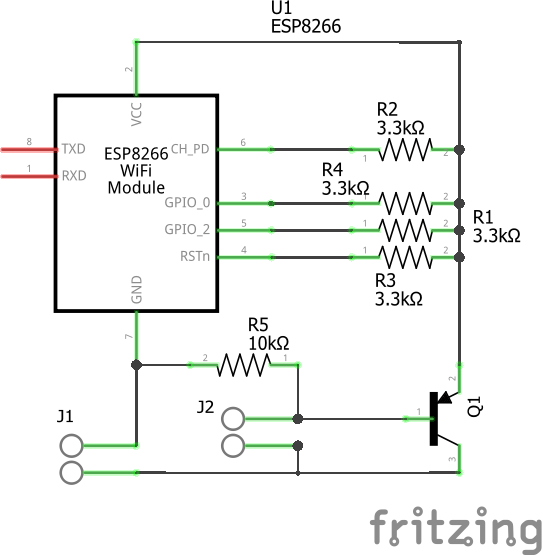 U1
ESP8266
2
VCC
R2
3.3kΩ
8
TXD
ESP8266
WiFi
Module
CH_PD
6
1
2
1
RXD
R4
3.3kΩ
GPIO_0
3
1
2
R1
3.3kΩ
GPIO_2
5
1
2
RSTn
4
1
2
R3
3.3kΩ
GND
7
R5
10kΩ
2
1
J1
J2
1
2
Q1
3
fritzing